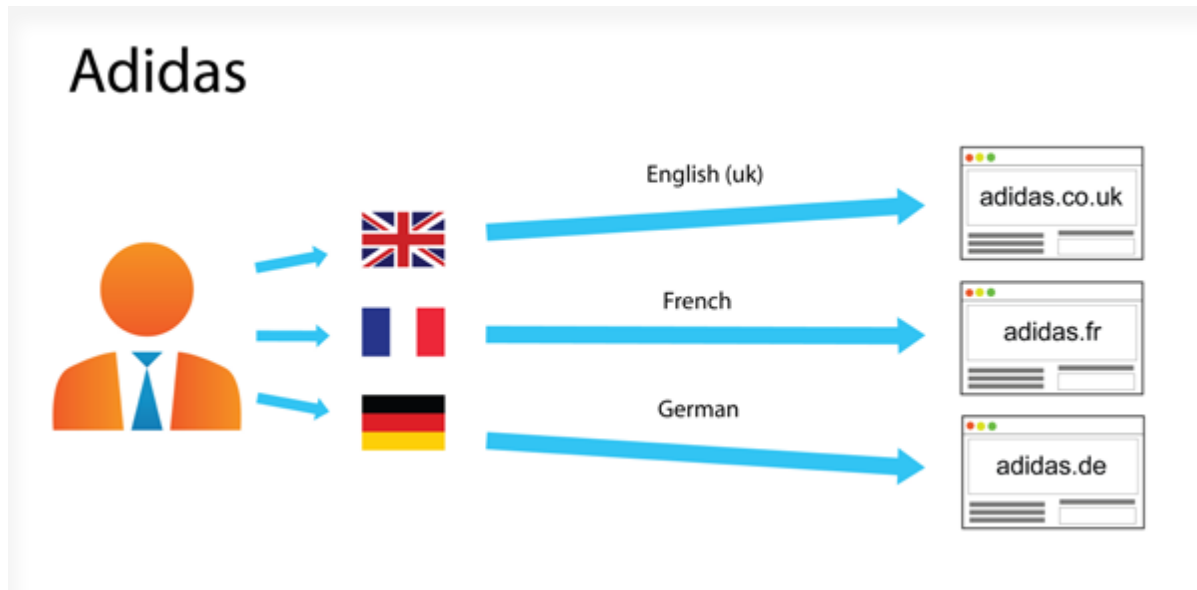 Adidas
English (uk)
adidas.co.uk
French
adidas.fr
German
adidas.de